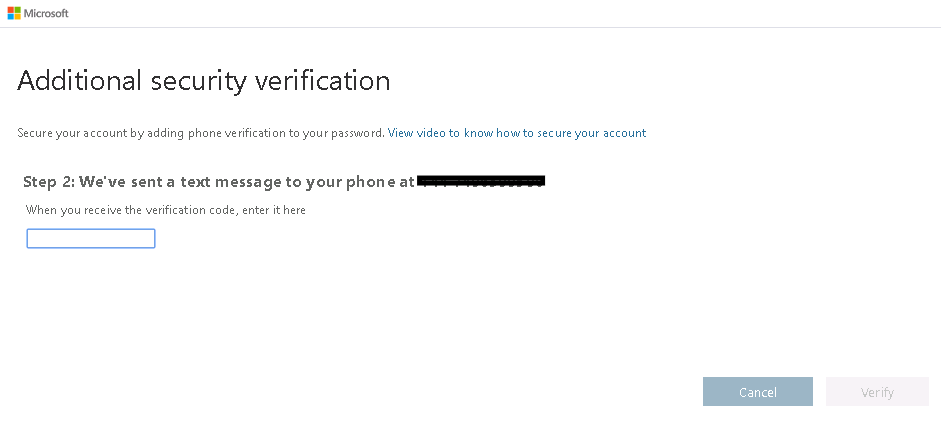 Microsoft
Additional security verification
Secure your account by adding phone verification to your password. View video to know how to secure your account
Step 2: We've sent a text message to your phone at
When you receive the verification code, enter it here
Cancel Verify